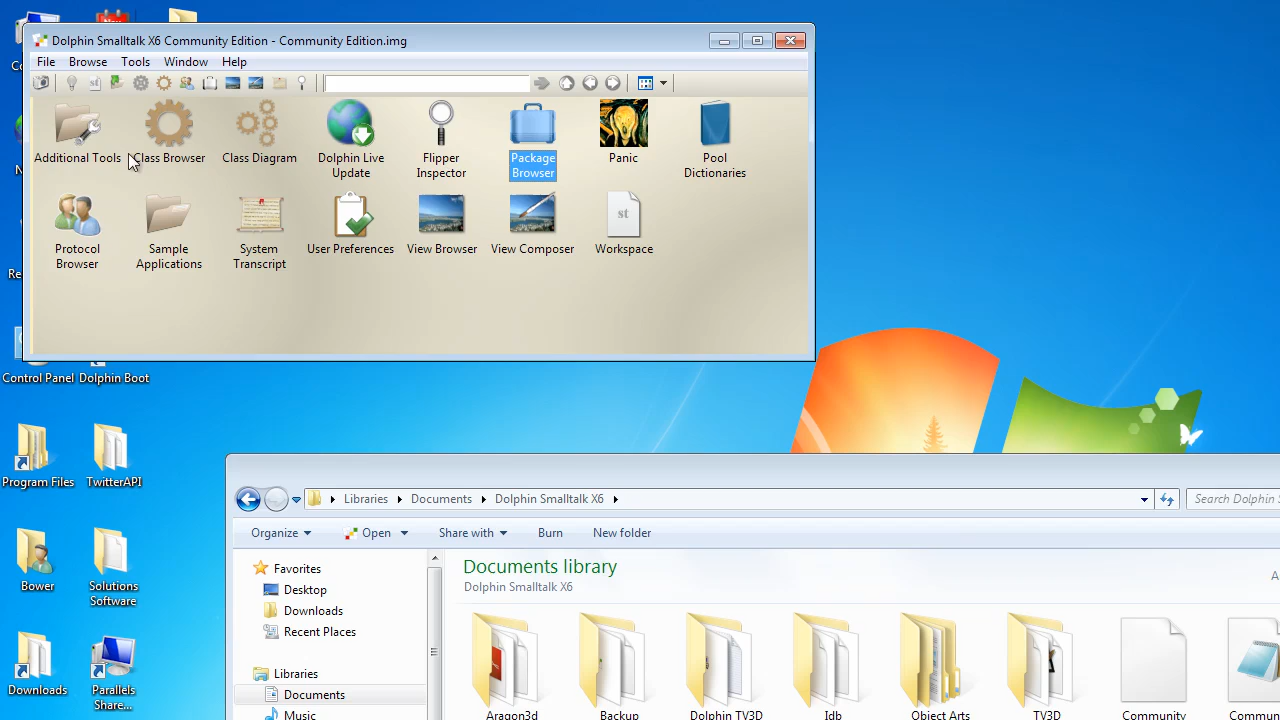 Dolphin Smalltalk X6 Community Edition - Community Edition.img
File Browse Tools Window Help
Additional Tools
Class Browser
Class Diagram
Dolphin Live
Update
Flipper
Inspector
Package
Browser
Panic
Pool
Dictionaries
Protocol
Browser
Sample
Applications
System
Transcript
User Preferences
View Browser
View Composer
st
Workspace
Control Panel
Dolphin Boot
Program Files
TwitterAPI
Bower
Solutions
Software
Downloads
Parallels
Share...
Libraries Documents Dolphin Smalltalk X6
Search Dolphin
Organize Open Share with Burn New folder
Favorites
Desktop
Downloads
Recent Places
Libraries
Documents
Music
Documents library
Dolphin Smalltalk X6
Aragon3d
Backup
Dolphin TV3D
Idb
Object Arts
TV3D
Community